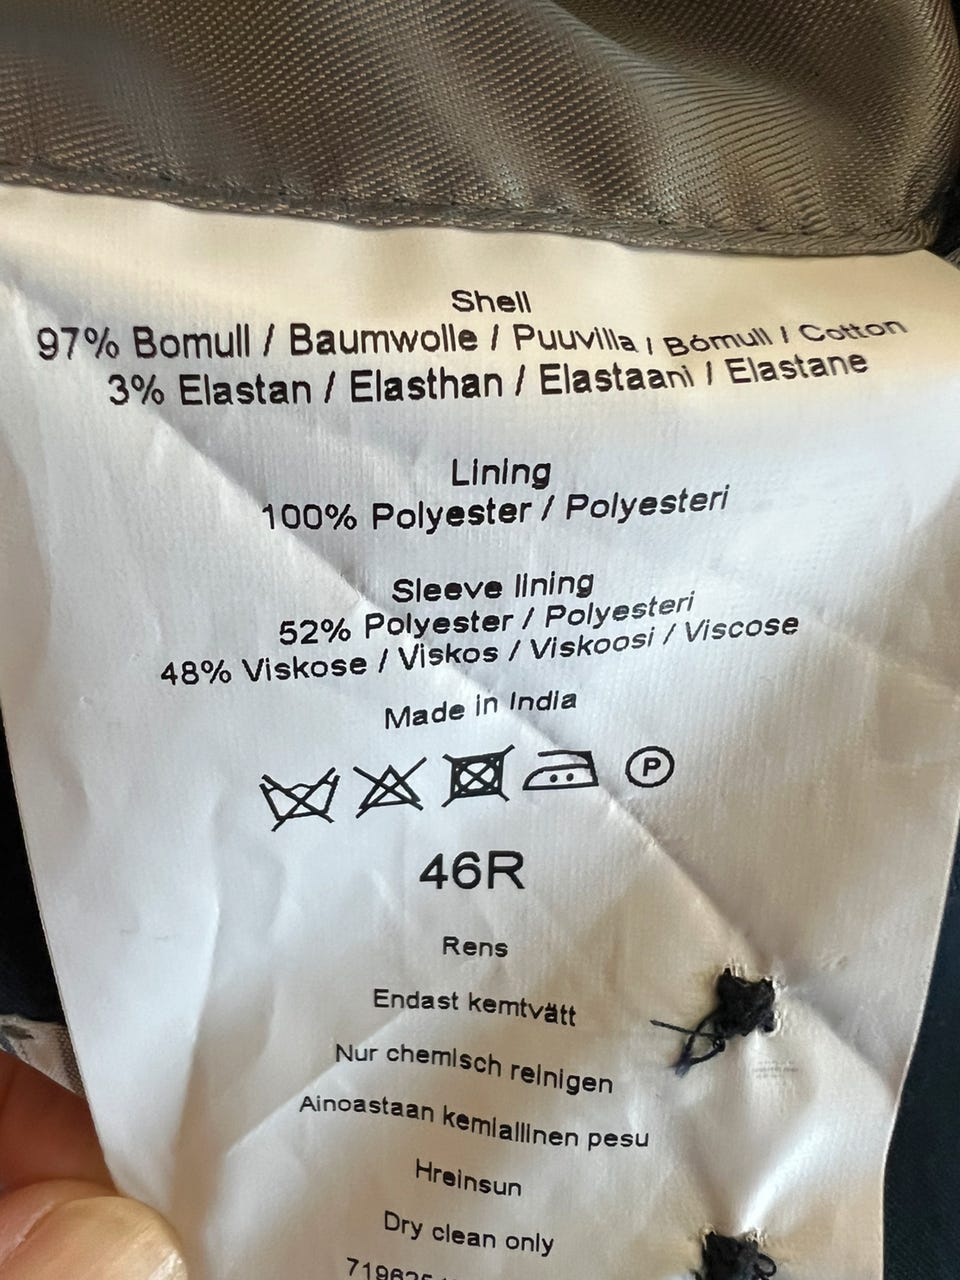 Shell
97% Bomull / Baumwolle / Puuvilla / Bómull / Cotton
3% Elastan / Elasthan / Elastaani / Elastane
Lining
100% Polyester / Polyesteri
Sleeve lining
52% Polyester / Polyesteri
48% Viskose / Viskos / Viskoosi / Viscose
Made in India
P
46R
Rens
Endast kemtvätt
Nur chemisch reinigen
Ainoastaan kemiallinen pesu
Hreinsun
Dry clean only